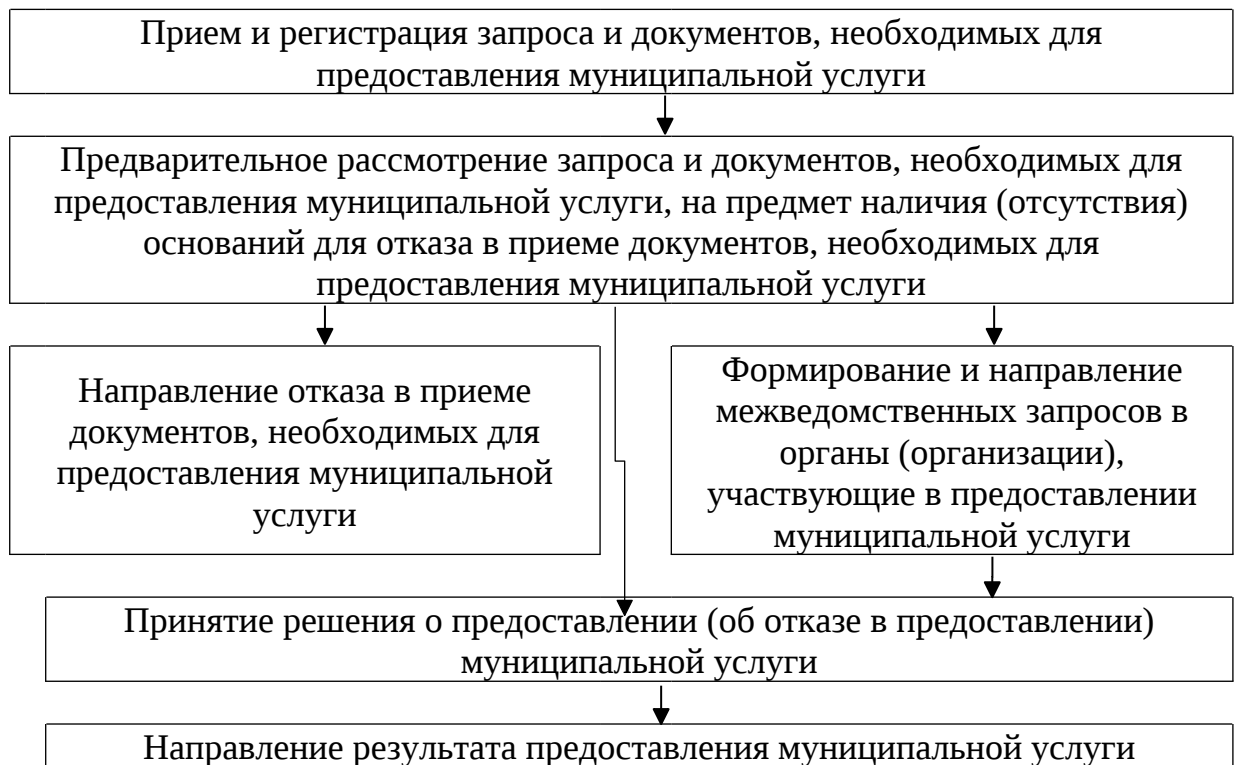 Прием и регистрация запроса и документов, необходимых для
предоставления муниципальной услуги
Предварительное рассмотрение запроса и документов, необходимых для
предоставления муниципальной услуги, на предмет наличия (отсутствия)
оснований для отказа в приеме документов, необходимых для
предоставления муниципальной услуги
Направление отказа в приеме
документов, необходимых для
предоставления муниципальной
услуги
Формирование и направление
межведомственных запросов в
органы (организации),
участвующие в предоставлении
муниципальной услуги
Принятие решения о предоставлении (об отказе в предоставлении)
муниципальной услуги
Направление результата предоставления муниципальной услуги